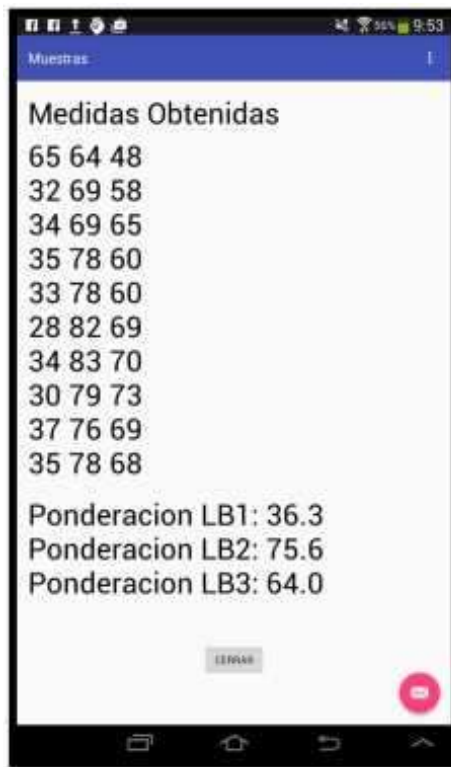 55% 9:53
Muestras
Medidas Obtenidas
65 64 48
32 69 58
34 69 65
35 78 60
33 78 60
28 82 69
34 83 70
30 79 73
37 76 69
35 78 68
Ponderacion LB1: 36.3
Ponderacion LB2: 75.6
Ponderacion LB3: 64.0
CERRAR